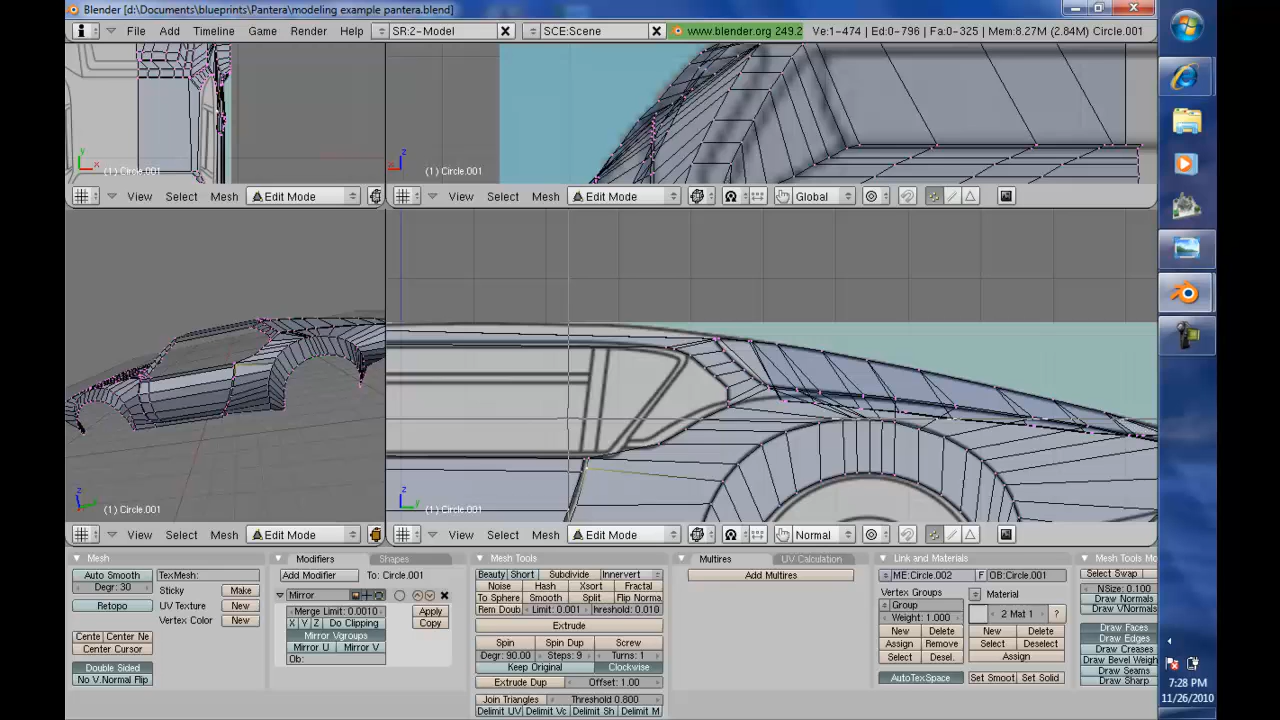 Blender [d:\Documents\blueprints\Pantera\modeling example pantera.blend]
File Add Timeline Game Render Help SR:2-Model SCE:Scene www.blender.org 249.2 Ve:1-474 | Ed:0-796 | Fa:0-325 | Mem:8.27M (2.84M) Circle.001
y x (1) Circle.001
z x (1) Circle.001
View Select Mesh Edit Mode
View Select Mesh Edit Mode Global
z y (1) Circle.001
z y (1) Circle.001
View Select Mesh Edit Mode
View Select Mesh Edit Mode Normal
Mesh
Auto Smooth
Degr: 30
Retopo
Cente Center Ne
Center Cursor
Double Sided
No V.Normal Flip
TexMesh:
Sticky Make
UV Texture New
Vertex Color New
Modifiers Shapes
Add Modifier To: Circle.001
Mirror
Merge Limit: 0.0010 Apply
X Y Z Do Clipping Copy
Mirror Vgroups
Mirror U Mirror V
Ob:
Mesh Tools
Beauty Short Subdivide Innervert
Noise Hash Xsort Fractal
To Sphere Smooth Split Flip Norma
Rem Doub Limit: 0.001 hreshold: 0.010
Extrude
Spin Spin Dup Screw
Degr: 90.00 Steps: 9 Turns: 1
Keep Original Clockwise
Extrude Dup Offset: 1.00
Join Triangles Threshold 0.800
Delimit UV Delimit Vc Delimit Sh Delimit M
Multires UV Calculation
Add Multires
Link and Materials
ME:Circle.002 F OB:Circle.001
Vertex Groups
Group
Weight: 1.000
New Delete
Assign Remove
Select Desel.
AutoTexSpace
Material
2 Mat 1 ?
New Delete
Select Deselect
Assign
Set Smoot Set Solid
Mesh Tools Mo
Select Swap
NSize: 0.100
Draw Normals
Draw VNormals
Draw Faces
Draw Edges
Draw Creases
Draw Bevel Weigh
Draw Seams
Draw Sharp
7:28 PM
11/26/2010